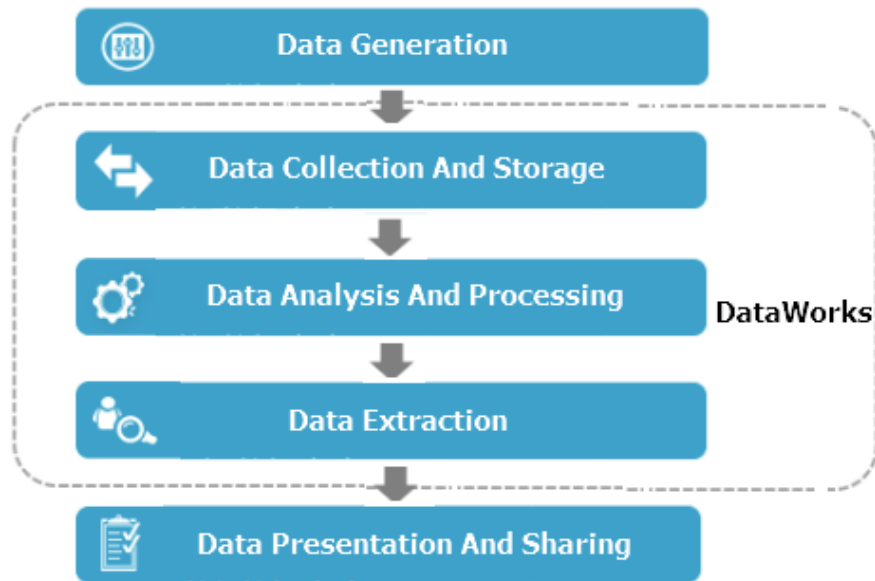 Data Generation
Data Collection And Storage
Data Analysis And Processing
DataWorks
Data Extraction
Data Presentation And Sharing